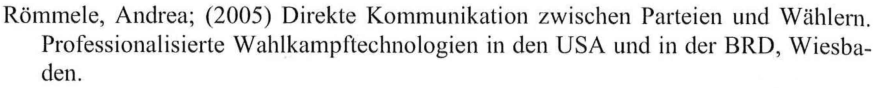 Römmele, Andrea; (2005) Direkte Kommunikation zwischen Parteien und Wählern.
Professionalisierte Wahlkampftechnologien in den USA und in der BRD, Wiesba-
den.